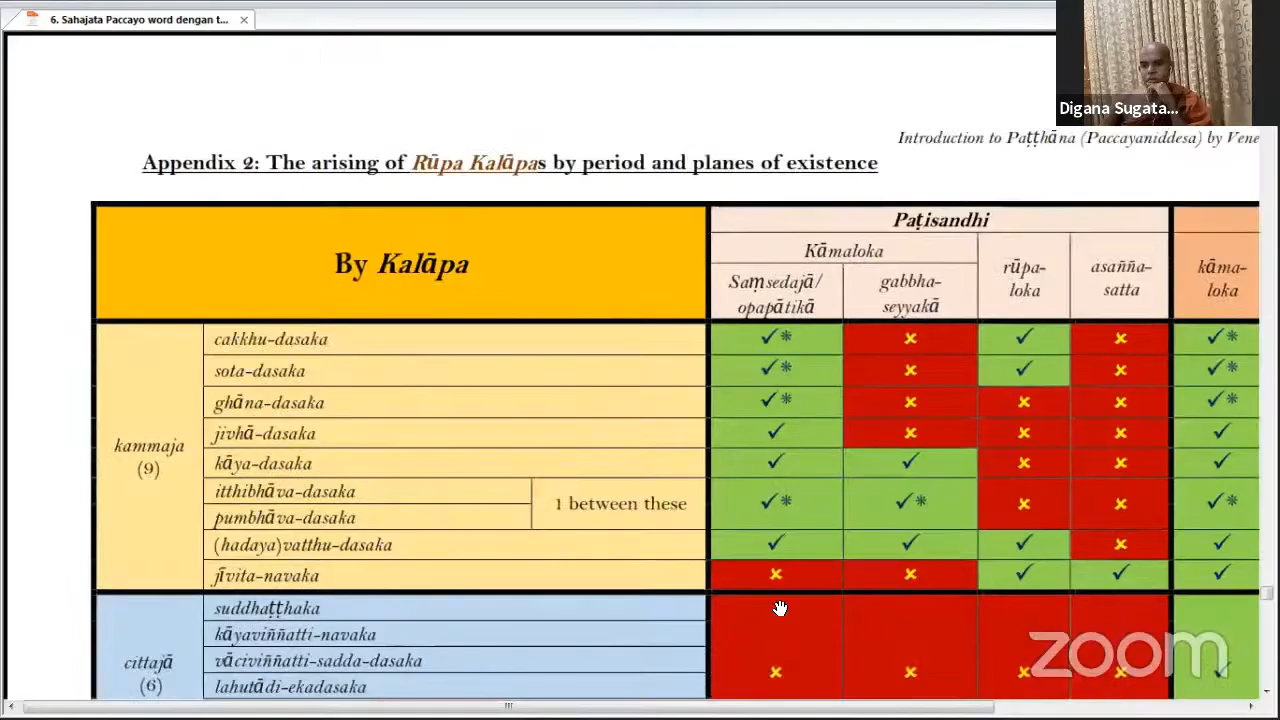 6. Sahajata Paccayo word dengan t...
Digana Sugata...
Introduction to Paṭṭhāna (Paccayaniddesa) by Vene
Appendix 2: The arising of Rūpa Kalāpas by period and planes of existence
By Kalāpa
Paṭisandhi
Kāmaloka
rūpa-
loka
asañña-
satta
kāma-
loka
Saṃsedajā/
opapātikā
gabbha-
seyyakā
kammaja
(9)
cakkhu-dasaka ✓* × ✓ × ✓*
sota-dasaka ✓* × ✓ × ✓*
ghāna-dasaka ✓* × × × ✓*
jivhā-dasaka ✓ × × × ✓
kāya-dasaka ✓ ✓ × × ✓
itthibhāva-dasaka
pumbhāva-dasaka
1 between these ✓* ✓* × × ✓*
(hadaya)vatthu-dasaka ✓ ✓ ✓ × ✓
jīvita-navaka × × ✓ ✓ ✓
cittajā
(6)
suddhaṭṭhaka
kāyaviññatti-navaka
vāciviññatti-sadda-dasaka
lahutādi-ekadasaka
× × × × ✓
zoom